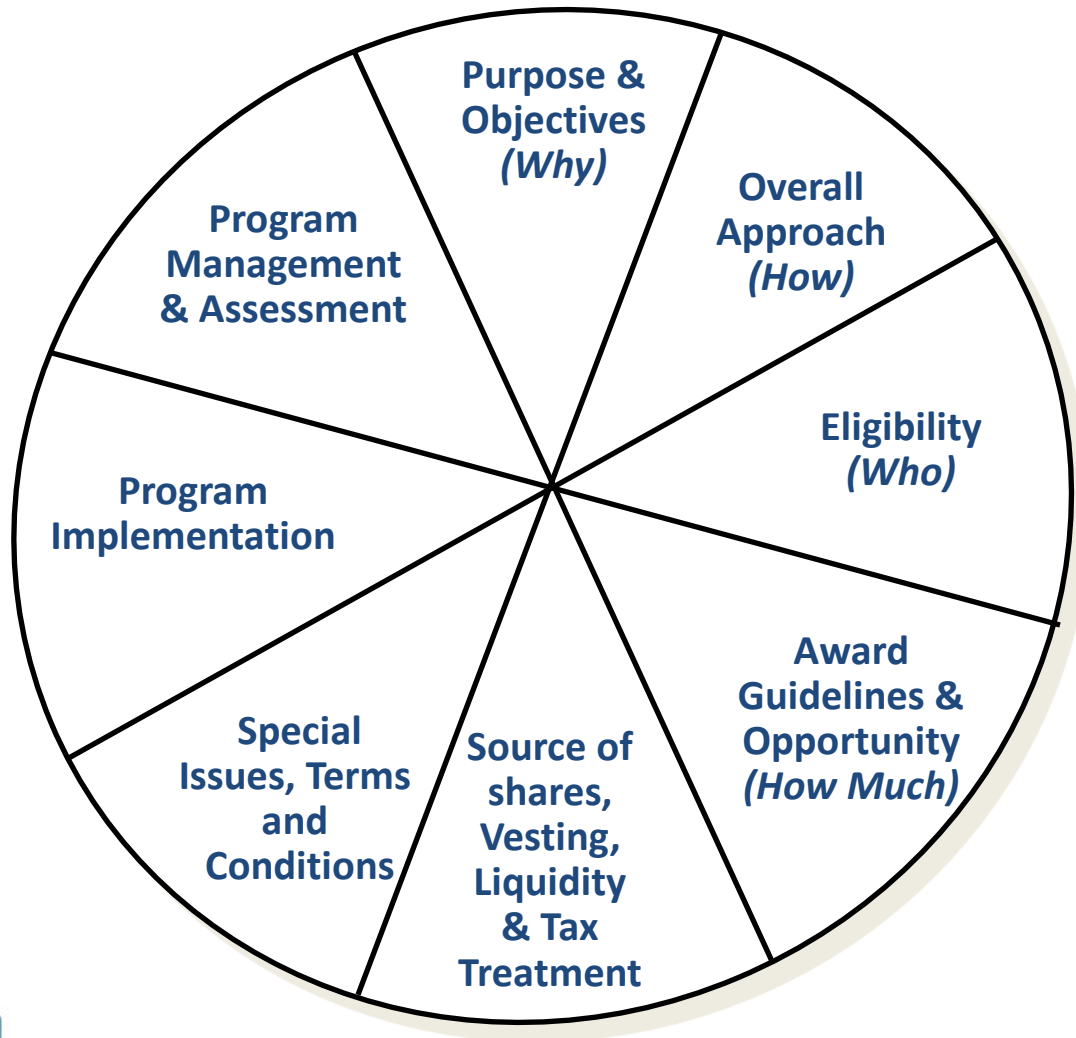 Purpose &
Objectives
(Why)
Overall
Approach
(How)
Eligibility
(Who)
Award
Guidelines &
Opportunity
(How Much)
Source of
shares,
Vesting,
Liquidity
& Tax
Treatment
Special
Issues, Terms
and
Conditions
Program
Implementation
Program
Management
& Assessment